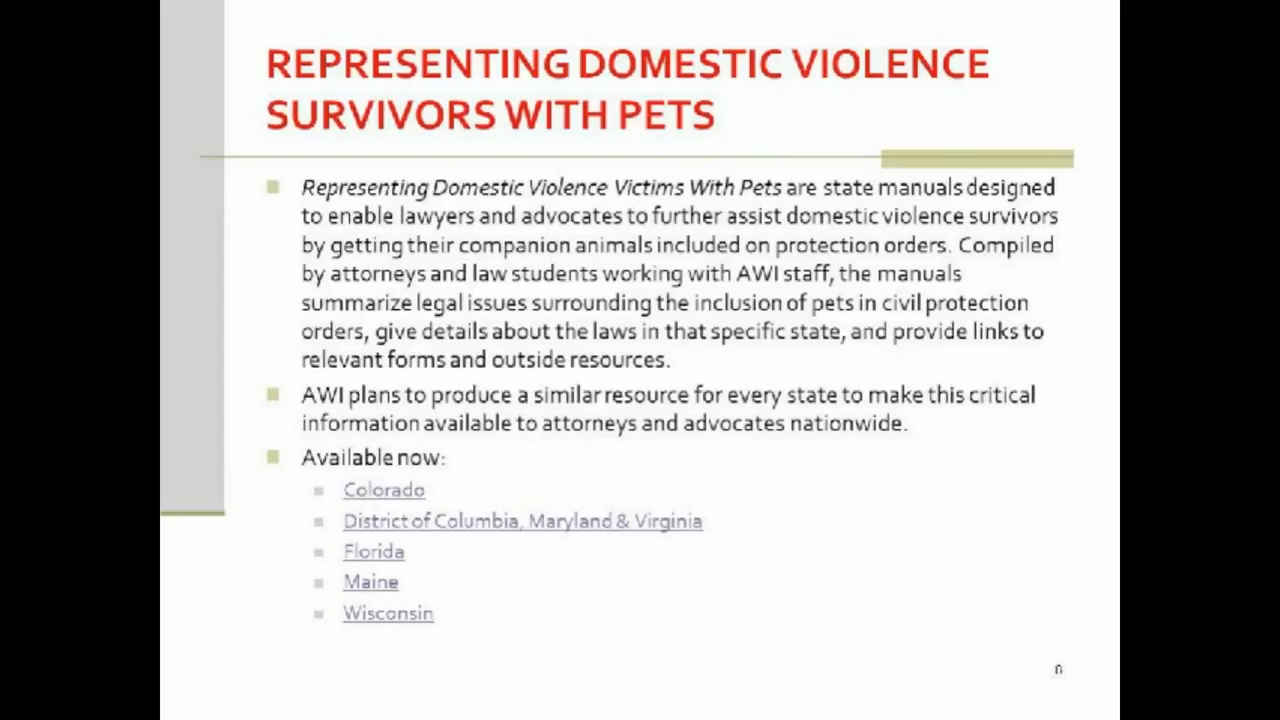 REPRESENTING DOMESTIC VIOLENCE
SURVIVORS WITH PETS
Representing Domestic Violence Victims With Pets are state manuals designed
to enable lawyers and advocates to further assist domestic violence survivors
by getting their companion animals included on protection orders. Compiled
by attorneys and law students working with AWI staff, the manuals
summarize legal issues surrounding the inclusion of pets in civil protection
orders, give details about the laws in that specific state, and provide links to
relevant forms and outside resources.
AWI plans to produce a similar resource for every state to make this critical
information available to attorneys and advocates nationwide.
Available now:
Colorado
District of Columbia, Maryland & Virginia
Florida
Maine
Wisconsin